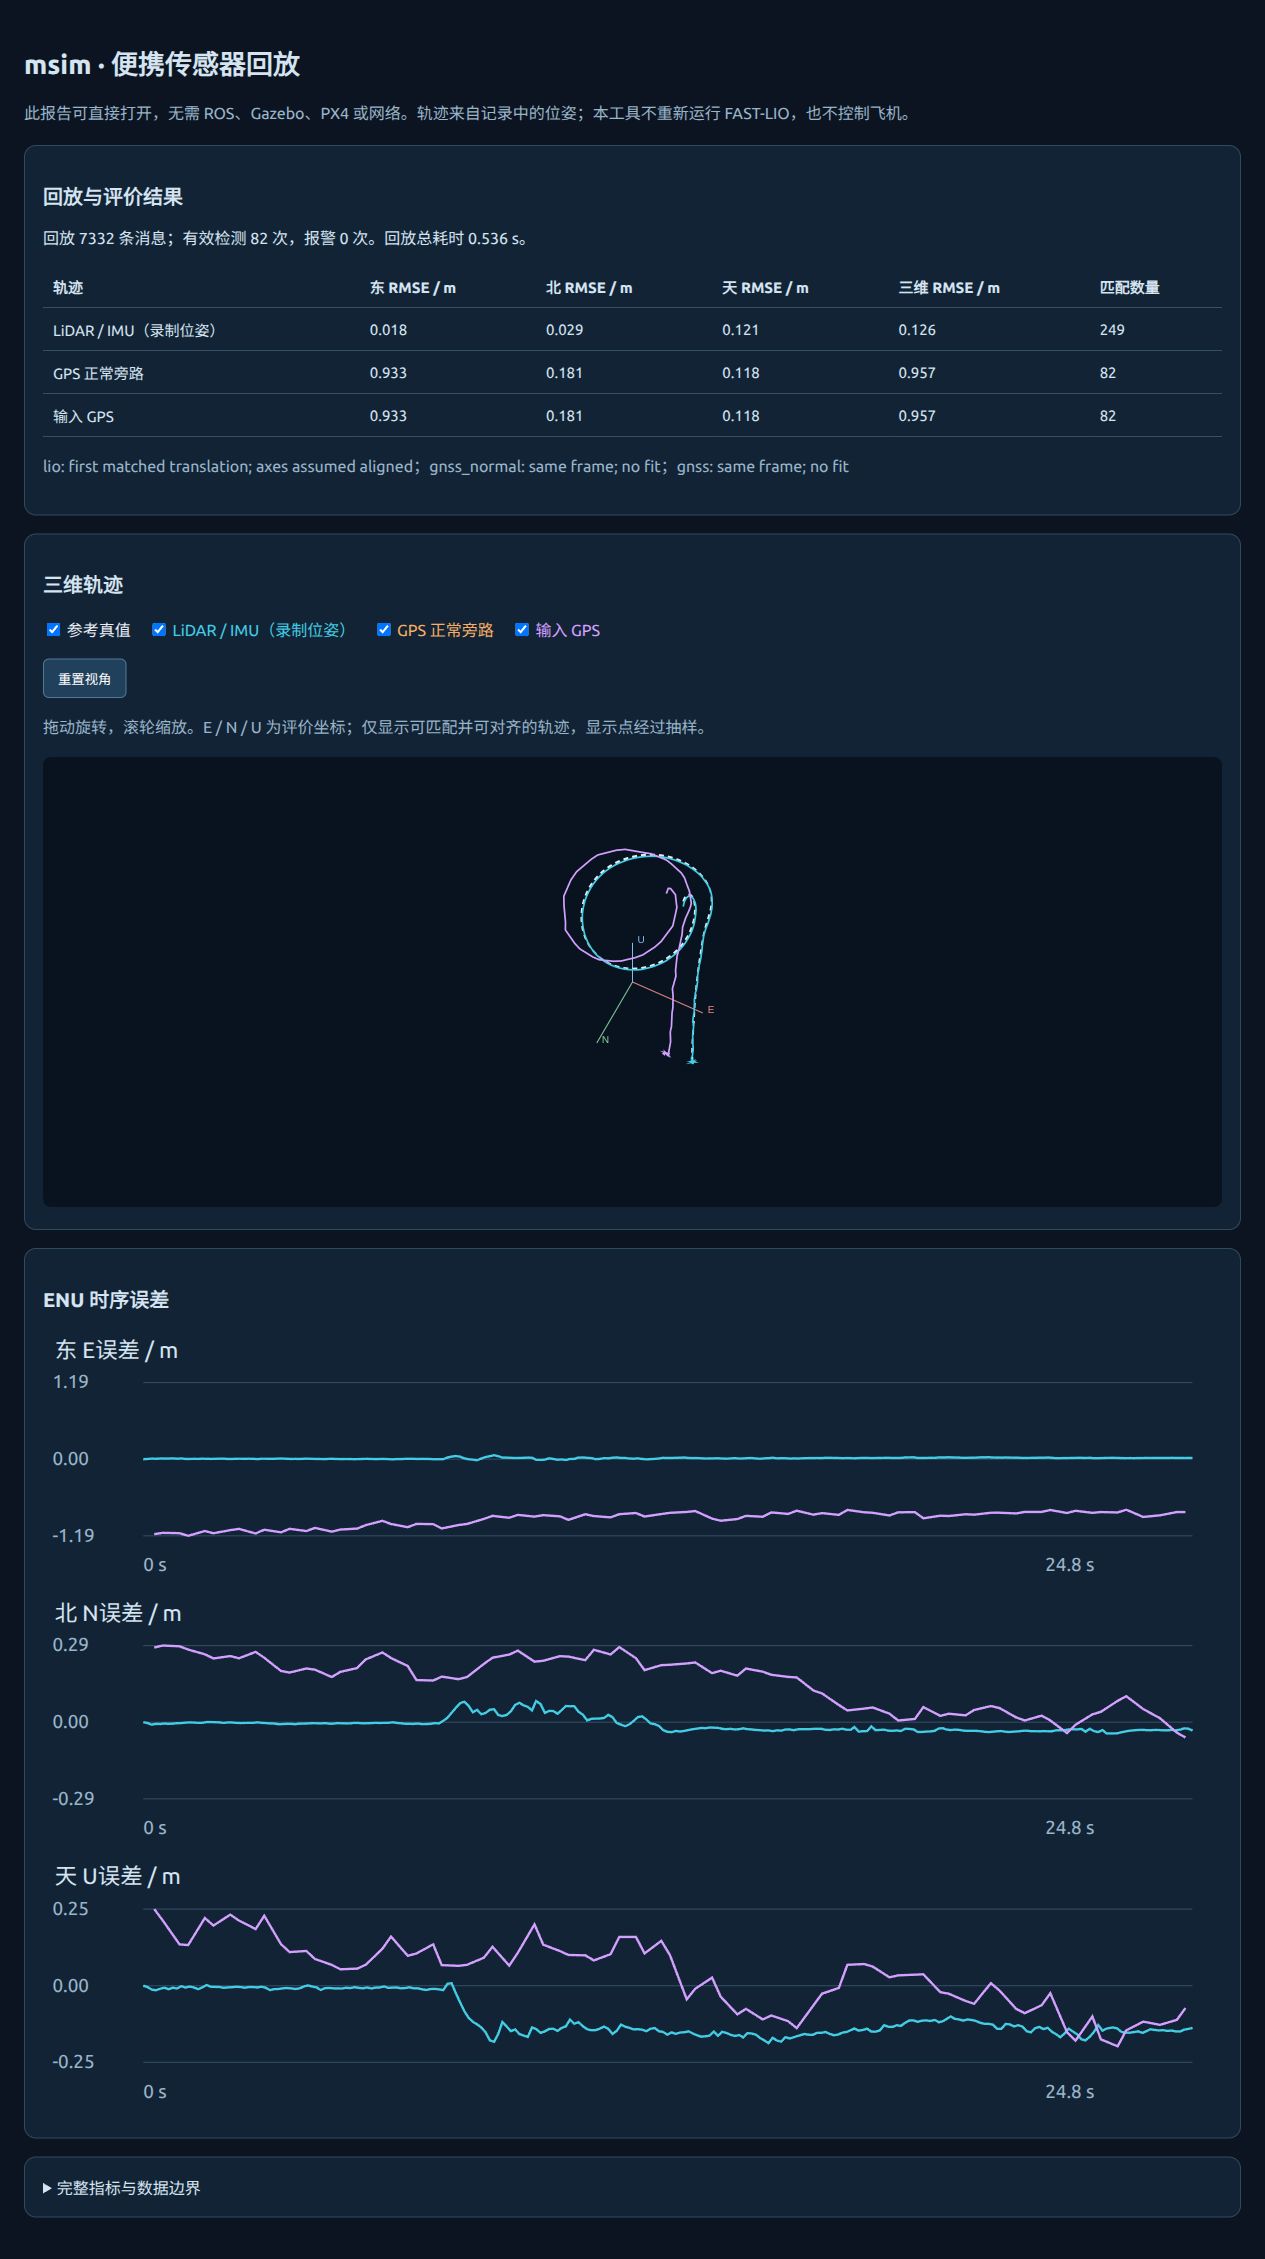 msim · 便携传感器回放
此报告可直接打开，无需 ROS、Gazebo、PX4 或网络。轨迹来自记录中的位姿；本工具不重新运行 FAST-LIO，也不控制飞机。
回放与评价结果
回放 7332 条消息；有效检测 82 次，报警 0 次。回放总耗时 0.536 s。
轨迹 东 RMSE / m 北 RMSE / m 天 RMSE / m 三维 RMSE / m 匹配数量
LiDAR / IMU（录制位姿） 0.018 0.029 0.121 0.126 249
GPS 正常旁路 0.933 0.181 0.118 0.957 82
输入 GPS 0.933 0.181 0.118 0.957 82
lio: first matched translation; axes assumed aligned；gnss_normal: same frame; no fit；gnss: same frame; no fit
三维轨迹
参考真值 LiDAR / IMU（录制位姿） GPS 正常旁路 输入 GPS
重置视角
拖动旋转，滚轮缩放。E / N / U 为评价坐标；仅显示可匹配并可对齐的轨迹，显示点经过抽样。
U
E
N
ENU 时序误差
东 E误差 / m
1.19
0.00
-1.19
0 s 24.8 s
北 N误差 / m
0.29
0.00
-0.29
0 s 24.8 s
天 U误差 / m
0.25
0.00
-0.25
0 s 24.8 s
▶ 完整指标与数据边界